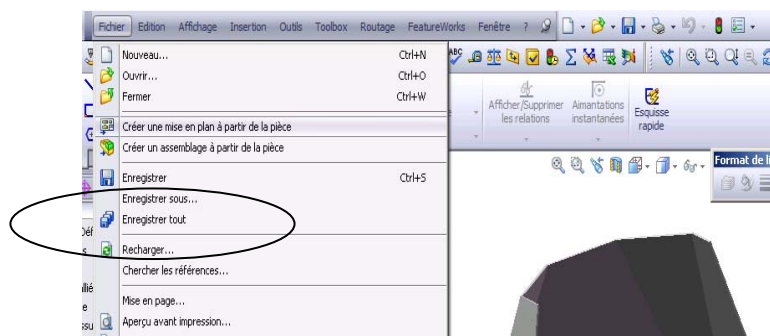 Fichier Edition Affichage Insertion Outils Toolbox Routage FeatureWorks Fenêtre ?
Nouveau... Ctrl+N
Ouvrir... Ctrl+O
Fermer Ctrl+W
Créer une mise en plan à partir de la pièce
Créer un assemblage à partir de la pièce
Enregistrer Ctrl+S
Enregistrer sous...
Enregistrer tout
Recharger...
Chercher les références...
Mise en page...
Aperçu avant impression...
ABC
Afficher/Supprimer les relations
Aimantations instantanées
Esquisse rapide
Format de li